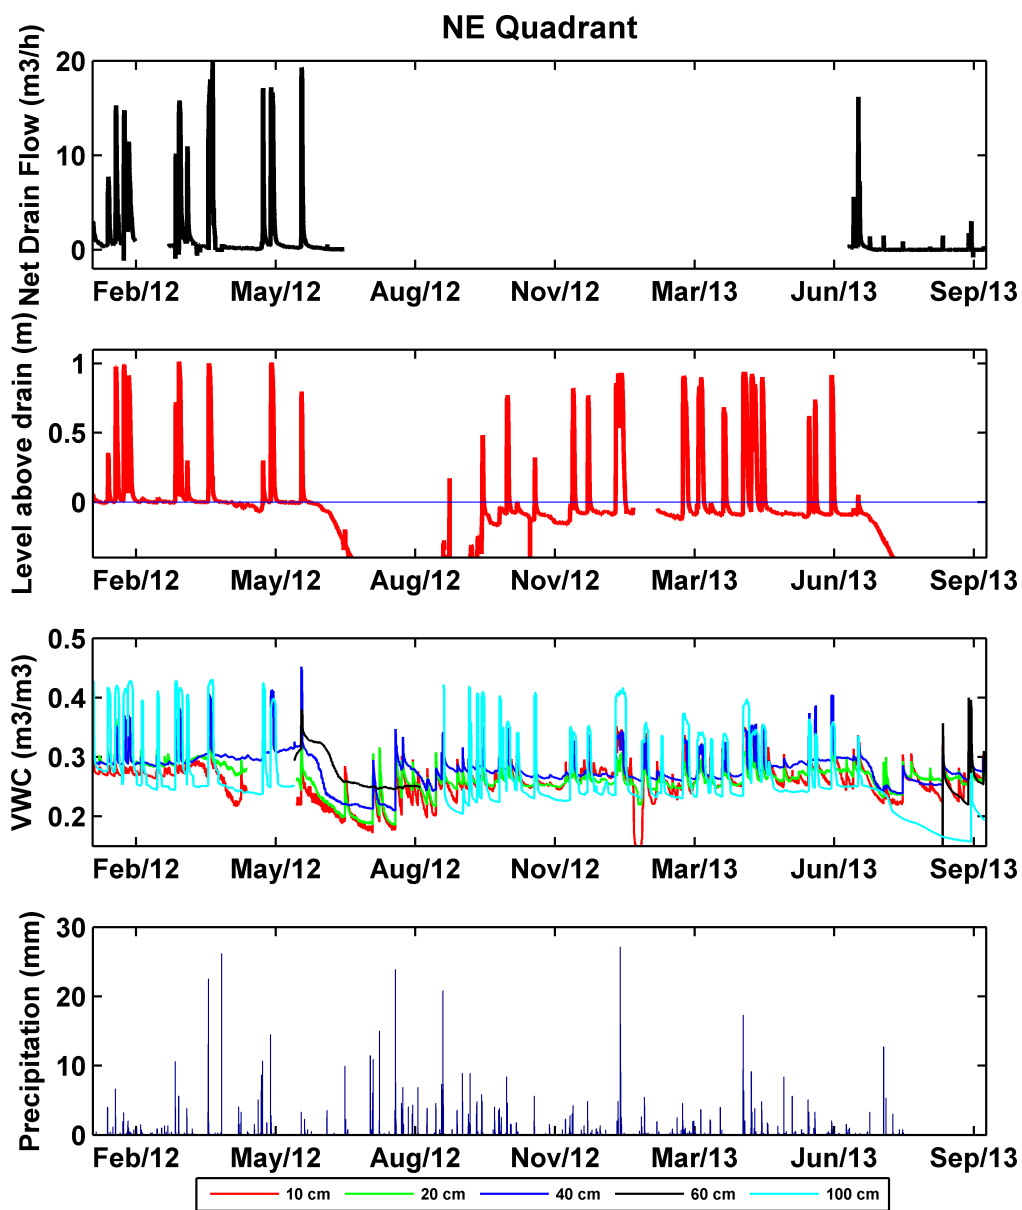 NE Quadrant
Net Drain Flow (m3/h)
20
10
0
Feb/12 May/12 Aug/12 Nov/12 Mar/13 Jun/13 Sep/13
Level above drain (m)
1
0.5
0
Feb/12 May/12 Aug/12 Nov/12 Mar/13 Jun/13 Sep/13
VWC (m3/m3)
0.5
0.4
0.3
0.2
Feb/12 May/12 Aug/12 Nov/12 Mar/13 Jun/13 Sep/13
Precipitation (mm)
30
20
10
0
Feb/12 May/12 Aug/12 Nov/12 Mar/13 Jun/13 Sep/13
10 cm 20 cm 40 cm 60 cm 100 cm